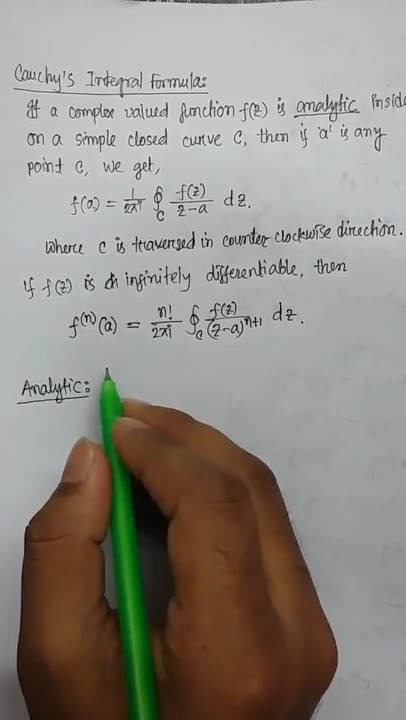 Cauchy's Integral Formula:
If a complex valued function f(z) is analytic inside
on a simple closed curve C, then if 'a' is any
point C, we get,
f(a) = 1/2πi ∮_C f(z)/z-a dz.
where C is traversed in counter clockwise direction.
If f(z) is infinitely differentiable, then
f^(n)(a) = n!/2πi ∮_C f(z)/(z-a)^n+1 dz.
Analytic: